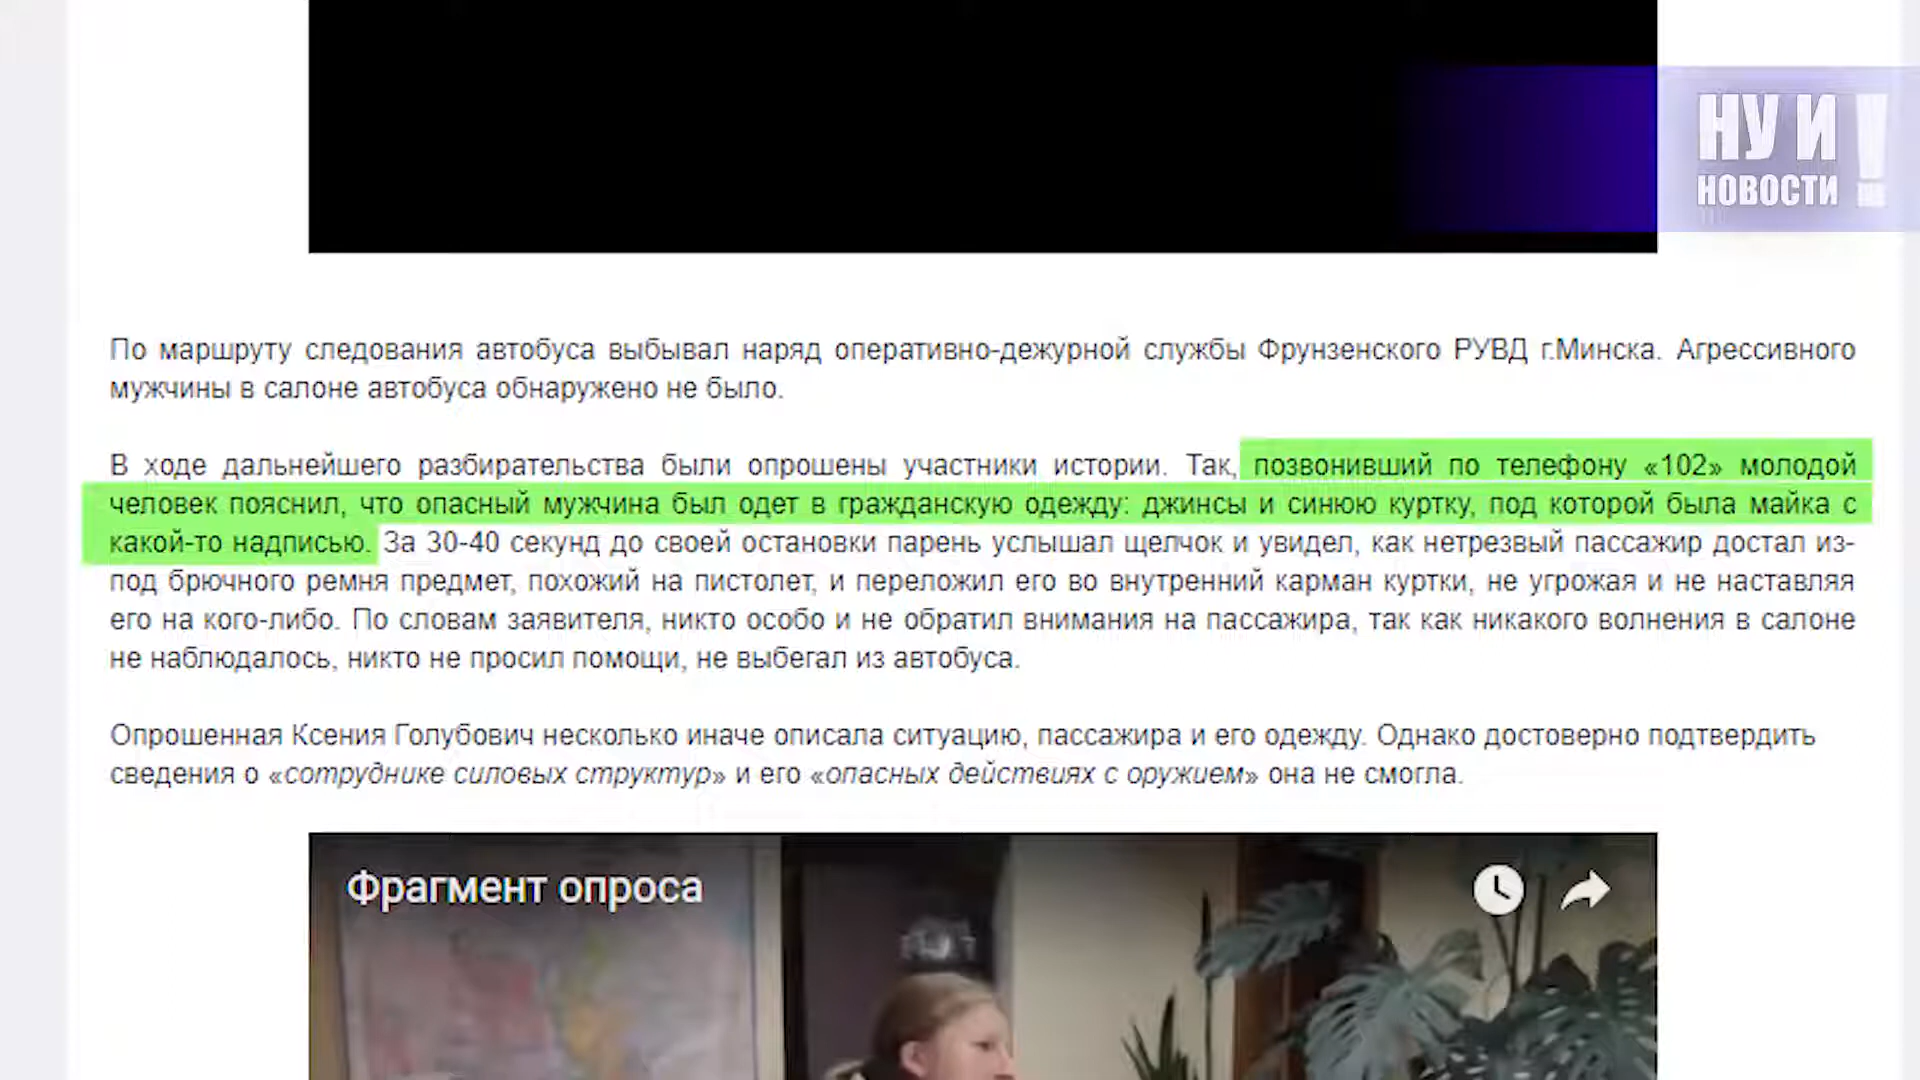 НУ И !
НОВОСТИ
По маршруту следования автобуса выбывал наряд оперативно-дежурной службы Фрунзенского РУВД г.Минска. Агрессивного
мужчины в салоне автобуса обнаружено не было.
В ходе дальнейшего разбирательства были опрошены участники истории. Так, позвонивший по телефону «102» молодой
человек пояснил, что опасный мужчина был одет в гражданскую одежду: джинсы и синюю куртку, под которой была майка с
какой-то надписью. За 30-40 секунд до своей остановки парень услышал щелчок и увидел, как нетрезвый пассажир достал из-
под брючного ремня предмет, похожий на пистолет, и переложил его во внутренний карман куртки, не угрожая и не наставляя
его на кого-либо. По словам заявителя, никто особо и не обратил внимания на пассажира, так как никакого волнения в салоне
не наблюдалось, никто не просил помощи, не выбегал из автобуса.
Опрошенная Ксения Голубович несколько иначе описала ситуацию, пассажира и его одежду. Однако достоверно подтвердить
сведения о «сотруднике силовых структур» и его «опасных действиях с оружием» она не смогла.
Фрагмент опроса